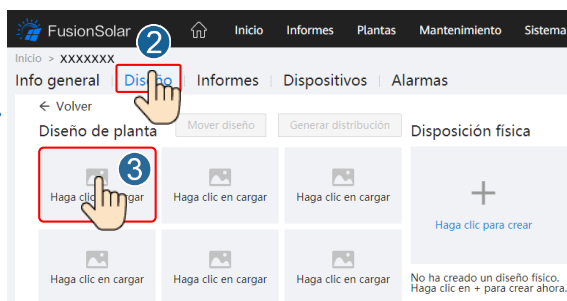 FusionSolar Inicio Informes Plantas Mantenimiento Sistema
2
Inicio > XXXXXXX
Info general Diseño Informes Dispositivos Alarmas
← Volver
Diseño de planta Mover diseño Generar distribución Disposición física
3
Haga clic en cargar Haga clic en cargar Haga clic en cargar
Haga clic para crear
Haga clic en cargar Haga clic en cargar Haga clic en cargar
No ha creado un diseño físico.
Haga clic en + para crear ahora.